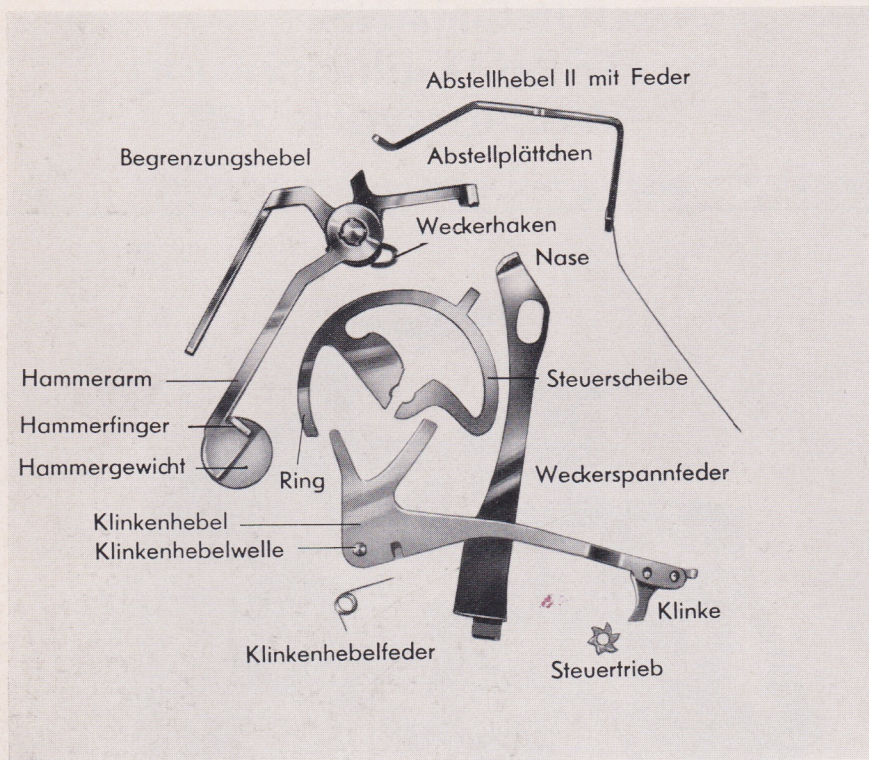 Abstellhebel II mit Feder
Begrenzungshebel
Abstellplättchen
Weckerhaken
Nase
Hammerarm
Steuerscheibe
Hammerfinger
Hammergewicht
Ring
Weckerspannfeder
Klinkenhebel
Klinkenhebelwelle
Klinke
Klinkenhebelfeder
Steuertrieb